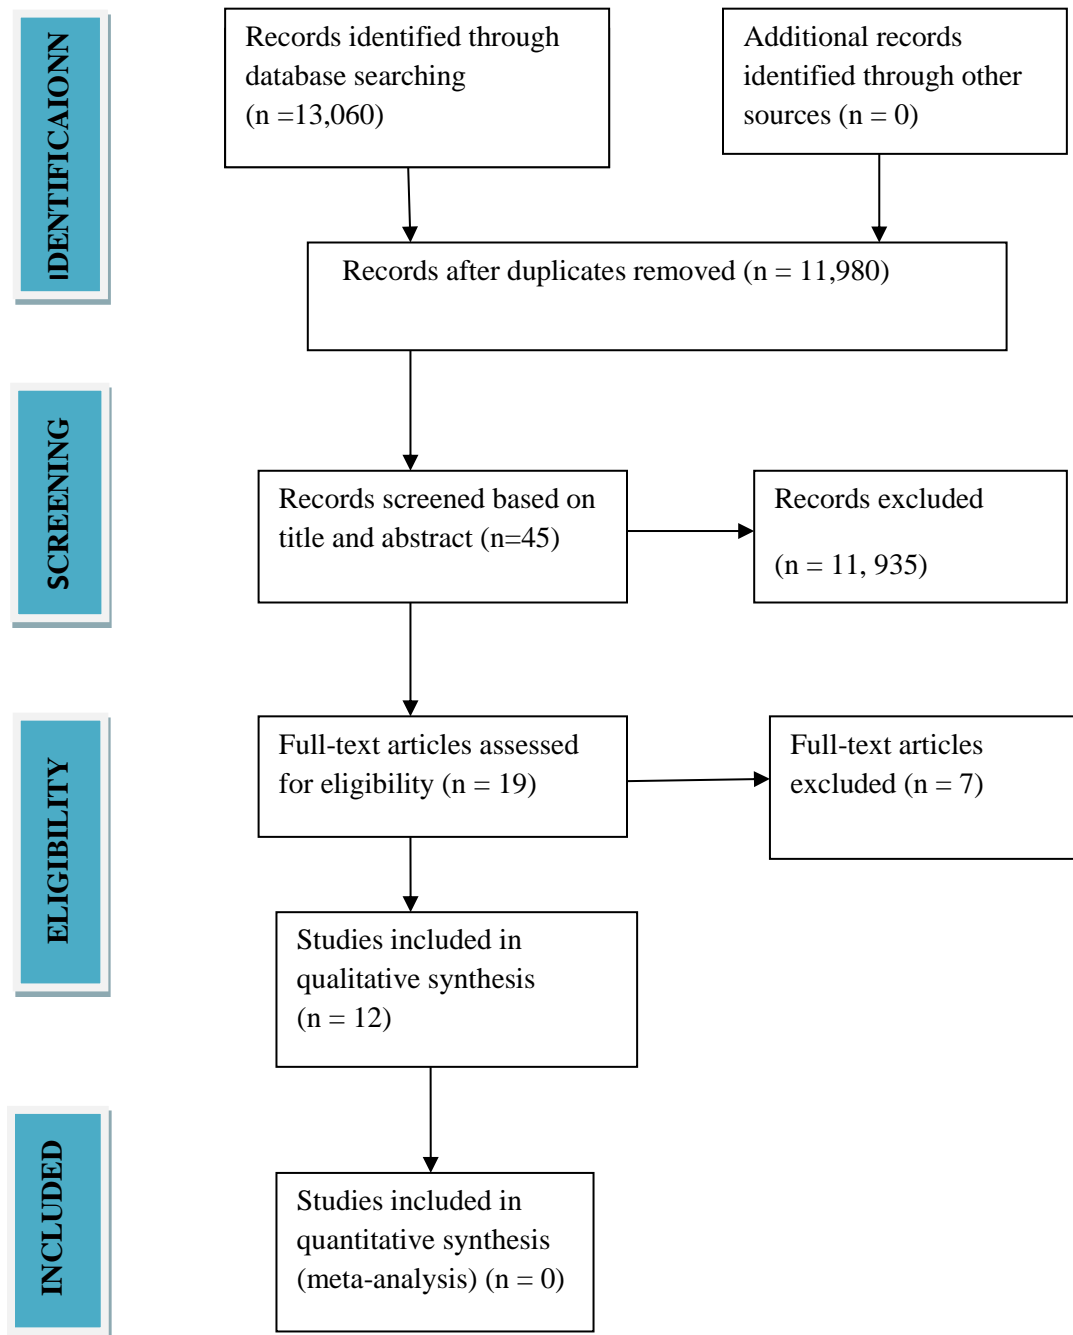 IDENTIFICAIONN
Records identified through
database searching
(n =13,060)
Additional records
identified through other
sources (n = 0)
Records after duplicates removed (n = 11,980)
SCREENING
Records screened based on
title and abstract (n=45)
Records excluded
(n = 11, 935)
ELIGIBILITY
Full-text articles assessed
for eligibility (n = 19)
Full-text articles
excluded (n = 7)
Studies included in
qualitative synthesis
(n = 12)
INCLUDED
Studies included in
quantitative synthesis
(meta-analysis) (n = 0)